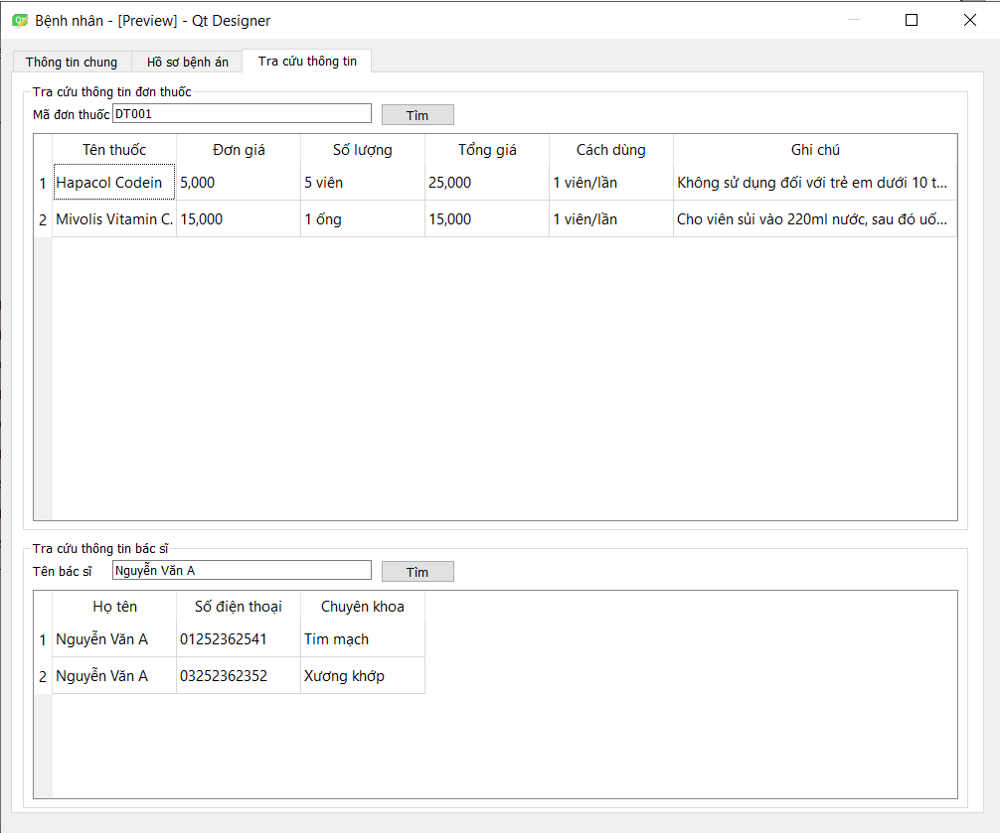 Bệnh nhân - [Preview] - Qt Designer
Thông tin chung Hồ sơ bệnh án Tra cứu thông tin
Tra cứu thông tin đơn thuốc
Mã đơn thuốc DT001 Tìm
Tên thuốc Đơn giá Số lượng Tổng giá Cách dùng Ghi chú
1 Hapacol Codein 5,000 5 viên 25,000 1 viên/lần Không sử dụng đối với trẻ em dưới 10 t...
2 Mivolis Vitamin C. 15,000 1 ống 15,000 1 viên/lần Cho viên sủi vào 220ml nước, sau đó uố...
Tra cứu thông tin bác sĩ
Tên bác sĩ Nguyễn Văn A Tìm
Họ tên Số điện thoại Chuyên khoa
1 Nguyễn Văn A 01252362541 Tim mạch
2 Nguyễn Văn A 03252362352 Xương khớp